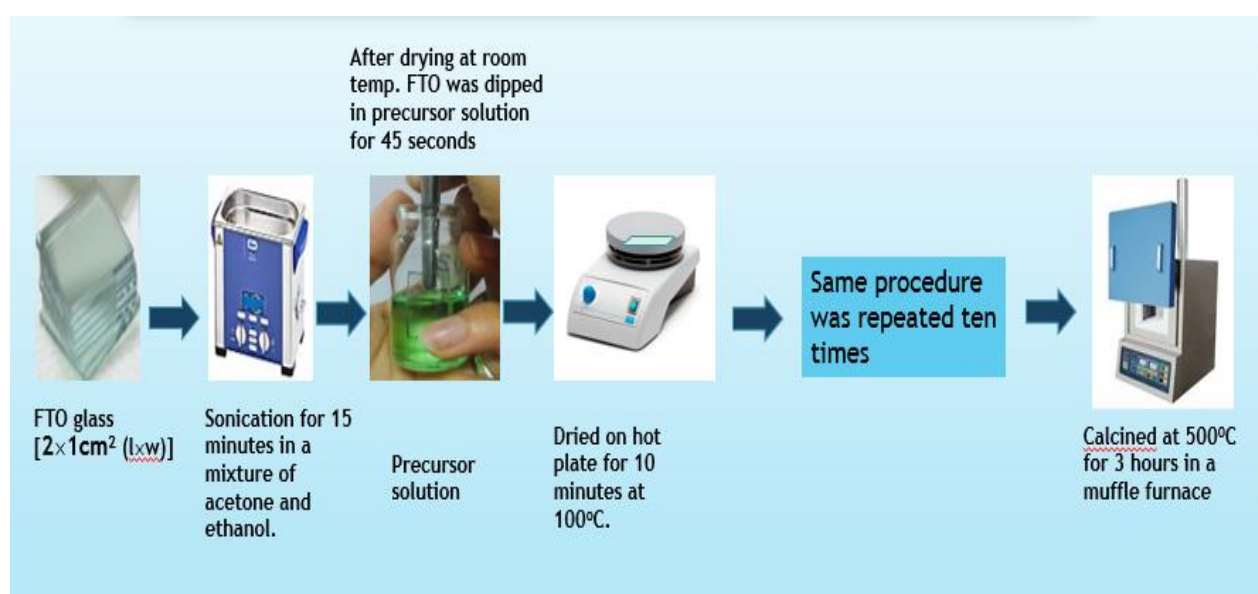 After drying at room
temp. FTO was dipped
in precursor solution
for 45 seconds
FTO glass
[2×1cm² (l×w)]
Sonication for 15
minutes in a
mixture of
acetone and
ethanol.
Precursor
solution
Dried on hot
plate for 10
minutes at
100⁰C.
Same procedure
was repeated ten
times
Calcined at 500⁰C
for 3 hours in a
muffle furnace